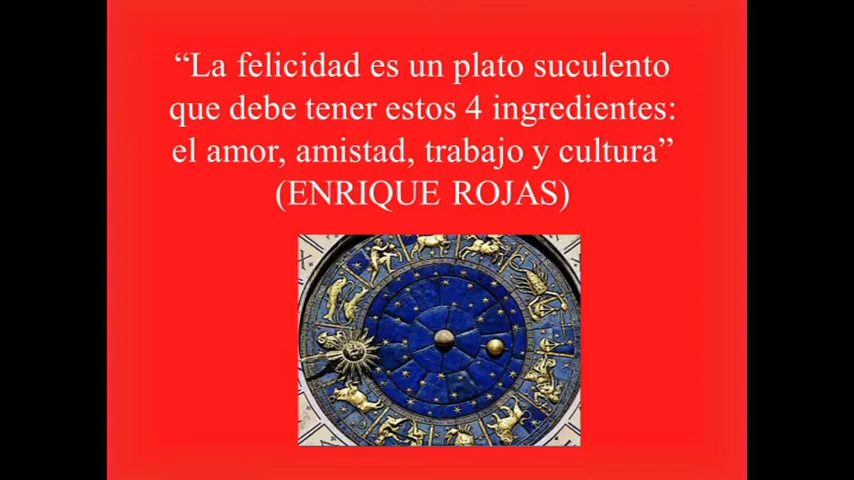 “La felicidad es un plato suculento
que debe tener estos 4 ingredientes:
el amor, amistad, trabajo y cultura”
(ENRIQUE ROJAS)